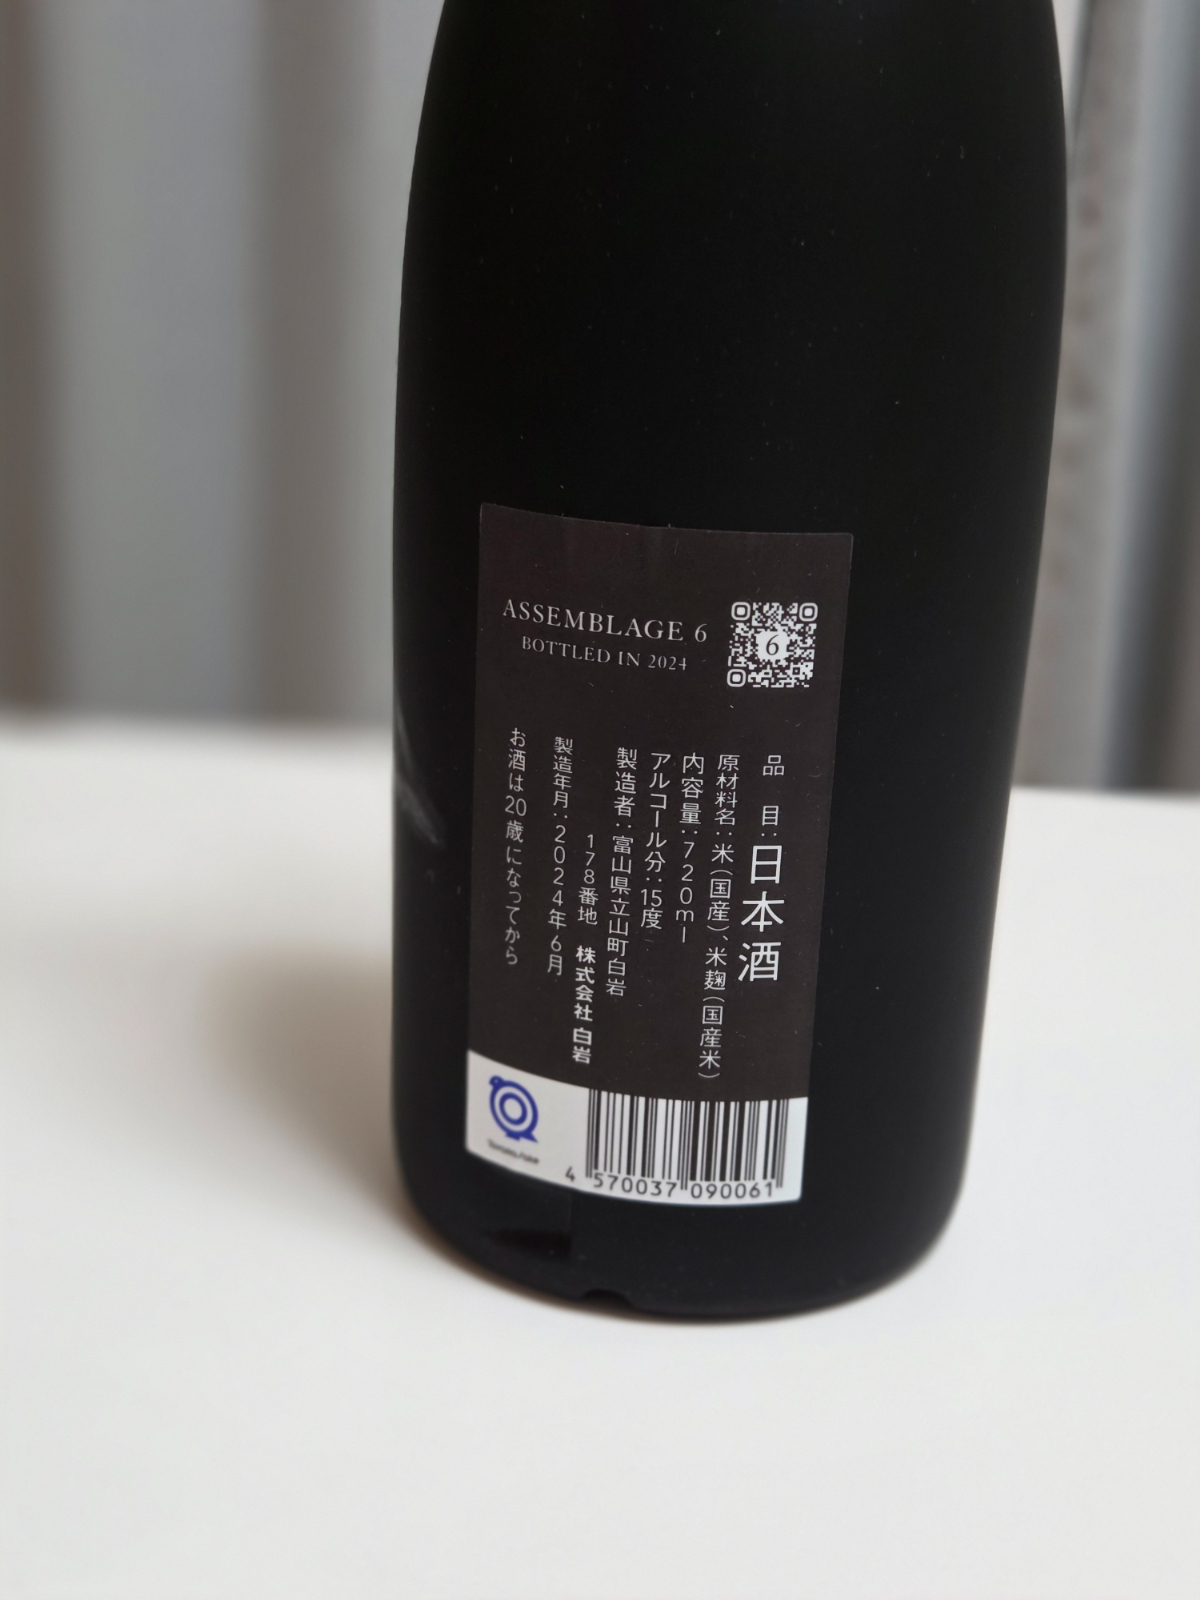 ASSEMBLAGE 6
BOTTLED IN 2024
6
品目:日本酒
原材料名:米(国産)、米麹(国産米)
内容量:720ml
アルコール分:15度
製造者:富山県立山町白岩
178番地 株式会社 白岩
製造年月:2024年6月
お酒は20歳になってから
4 570037 090061